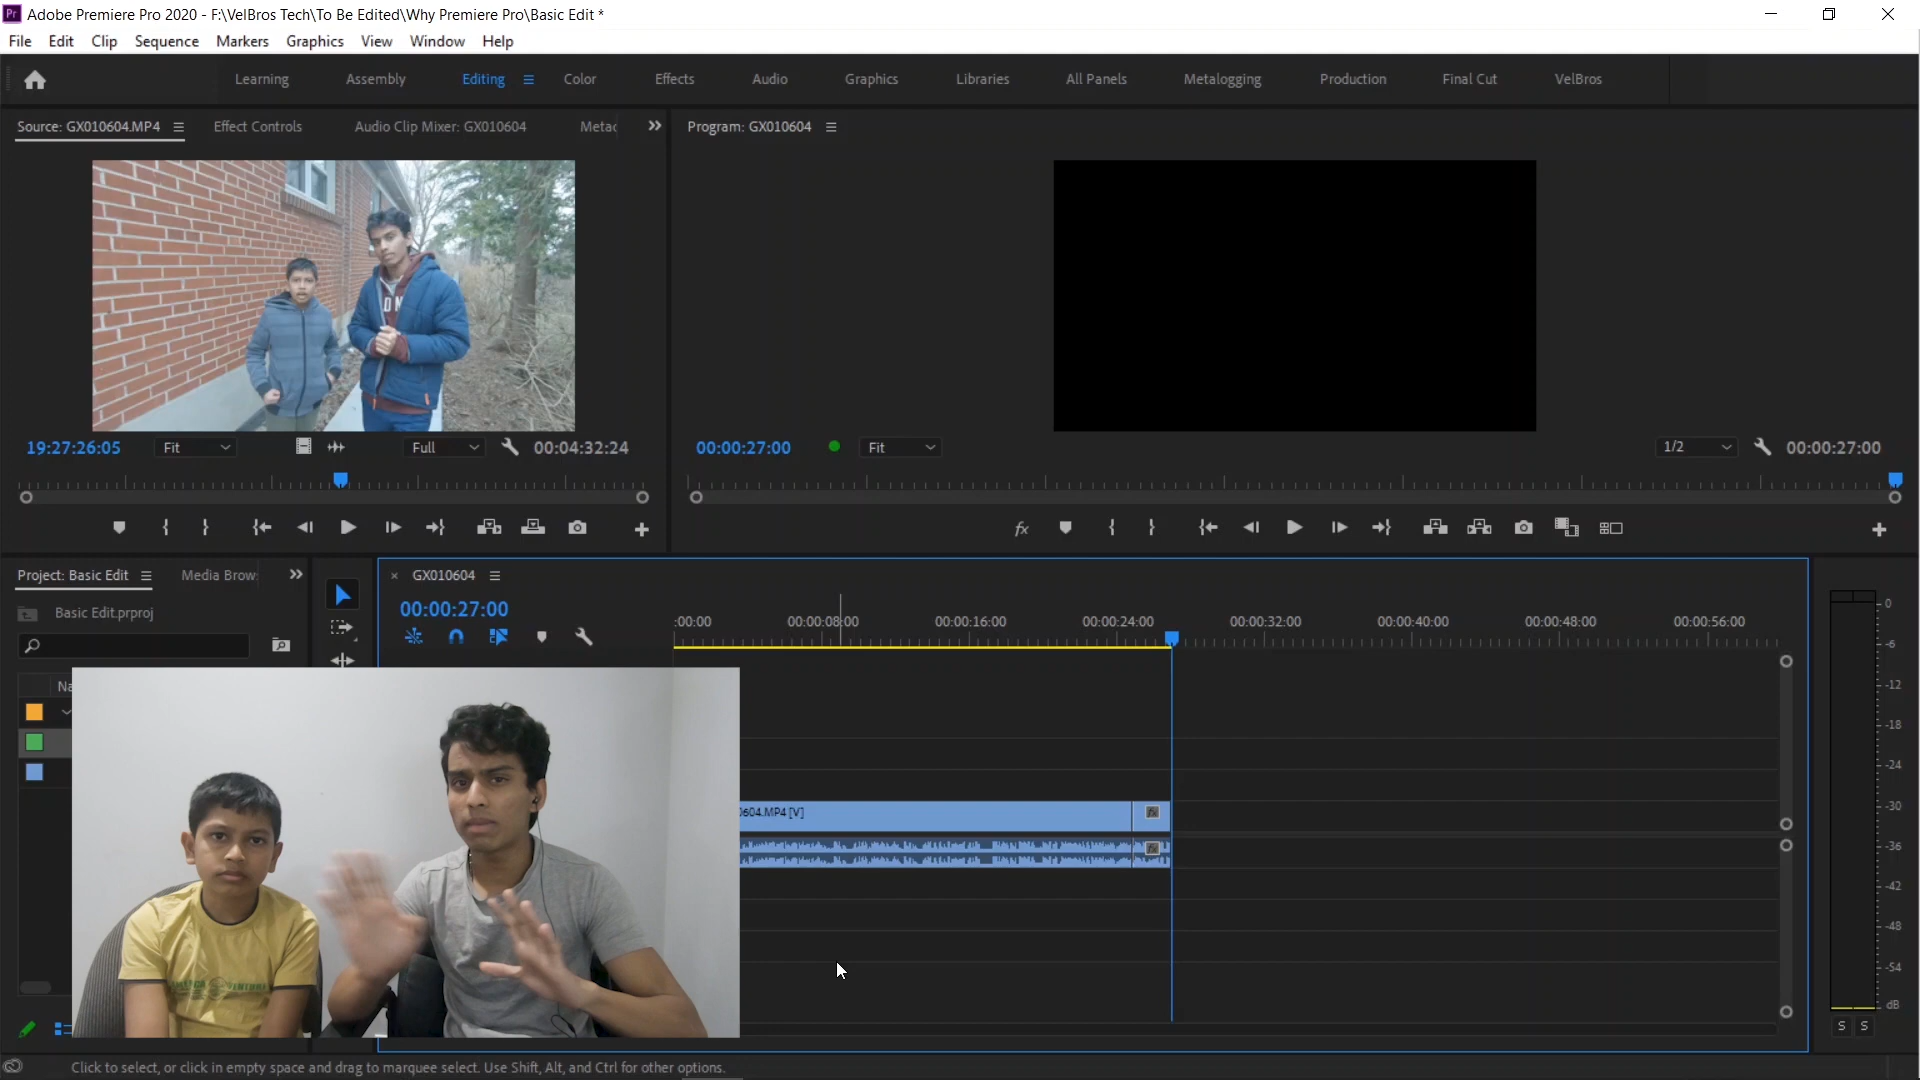 Pr Adobe Premiere Pro 2020 - F:\VelBros Tech\To Be Edited\Why Premiere Pro\Basic Edit *
File Edit Clip Sequence Markers Graphics View Window Help
Learning Assembly Editing Color Effects Audio Graphics Libraries All Panels Metalogging Production Final Cut VelBros
Source: GX010604.MP4 Effect Controls Audio Clip Mixer: GX010604 Metac
Program: GX010604
19:27:26:05 Fit Full 00:04:32:24
00:00:27:00 Fit 1/2 00:00:27:00
fx
Project: Basic Edit Media Brow
Basic Edit.prproj
Na
× GX010604
00:00:27:00
:00:00 00:00:08:00 00:00:16:00 00:00:24:00 00:00:32:00 00:00:40:00 00:00:48:00 00:00:56:00
0604.MP4 [V] fx
fx
0
-6
-12
-18
-24
-30
-36
-42
-48
-54
dB
S S
Click to select, or click in empty space and drag to marquee select. Use Shift, Alt, and Ctrl for other options.